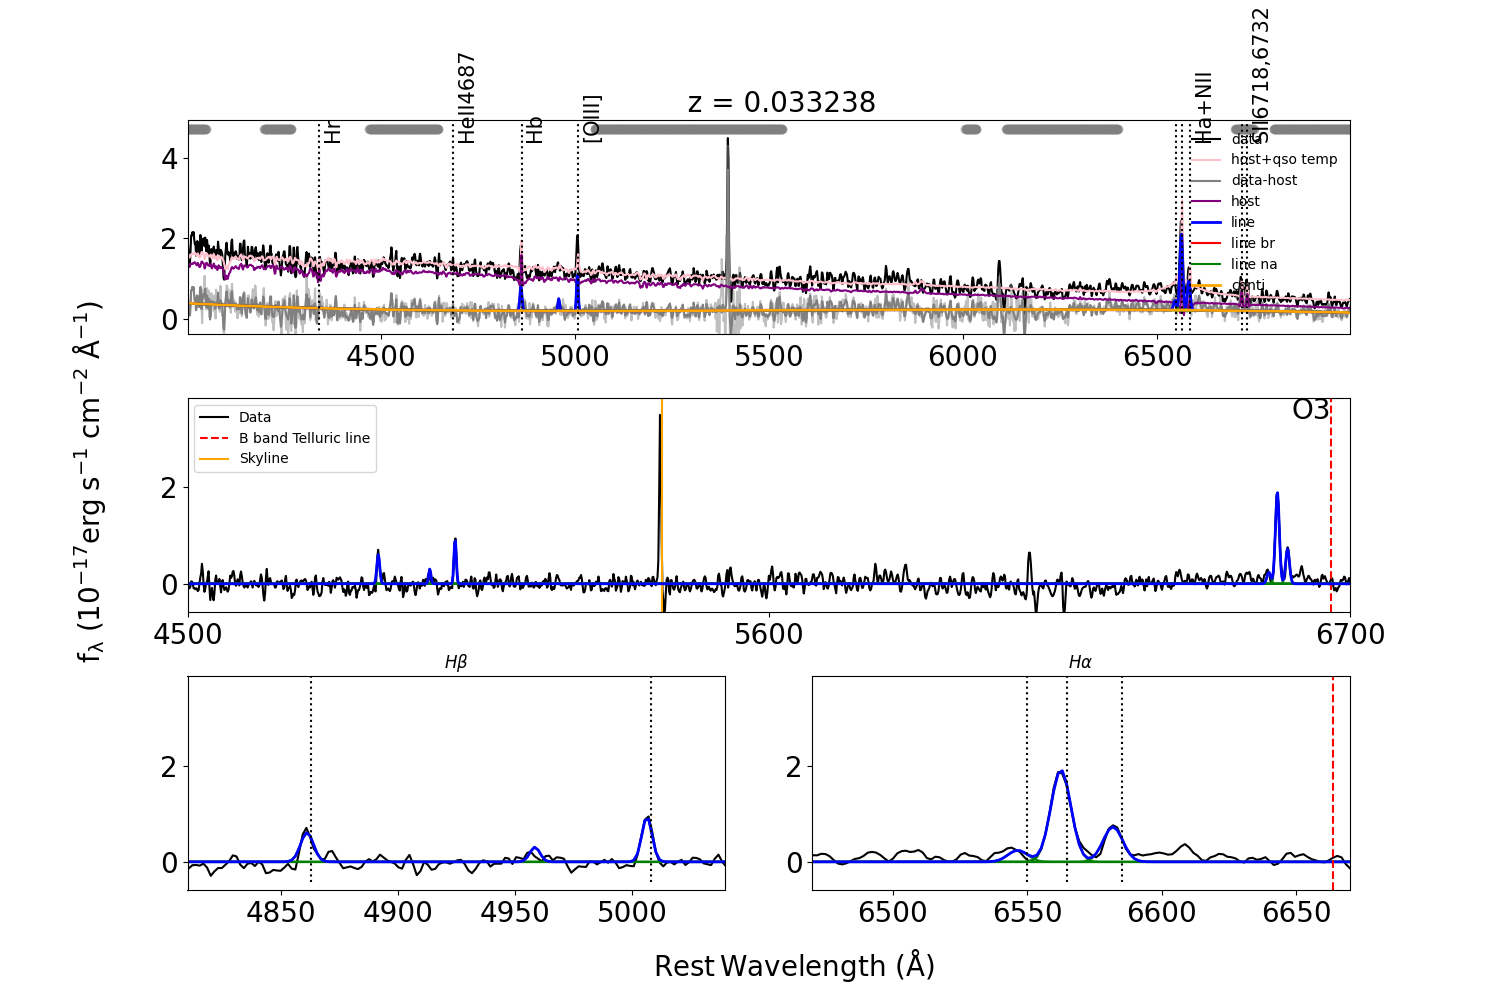 z = 0.033238
Hr
HeII4687
Hb
[OIII]
Ha+NII
SII6718,6732
data
host+qso temp
data-host
host
line
line br
line na
conti
4
2
0
4500 5000 5500 6000 6500
fλ (10−17erg s−1 cm−2 Å−1)
Data
B band Telluric line
Skyline
O3
2
0
4500 5600 6700
Hβ
2
0
4850 4900 4950 5000
Hα
2
0
6500 6550 6600 6650
Rest Wavelength (Å)